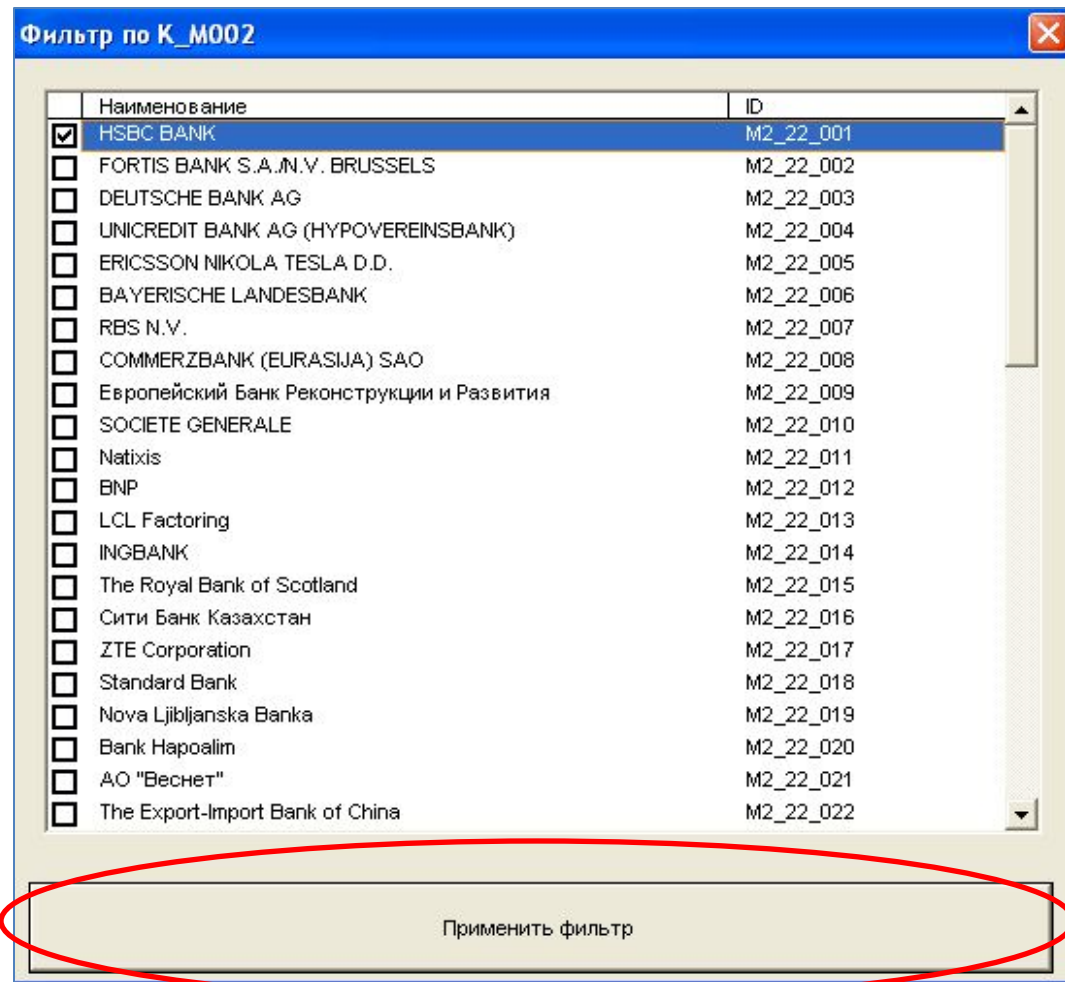 Фильтр по K_M002
Наименование ID
HSBC BANK M2_22_001
FORTIS BANK S.A./N.V. BRUSSELS M2_22_002
DEUTSCHE BANK AG M2_22_003
UNICREDIT BANK AG (HYPOVEREINSBANK) M2_22_004
ERICSSON NIKOLA TESLA D.D. M2_22_005
BAYERISCHE LANDESBANK M2_22_006
RBS N.V. M2_22_007
COMMERZBANK (EURASIJA) SAO M2_22_008
Европейский Банк Реконструкции и Развития M2_22_009
SOCIETE GENERALE M2_22_010
Natixis M2_22_011
BNP M2_22_012
LCL Factoring M2_22_013
INGBANK M2_22_014
The Royal Bank of Scotland M2_22_015
Сити Банк Казахстан M2_22_016
ZTE Corporation M2_22_017
Standard Bank M2_22_018
Nova Ljibljanska Banka M2_22_019
Bank Hapoalim M2_22_020
АО "Веснет" M2_22_021
The Export-Import Bank of China M2_22_022
Применить фильтр